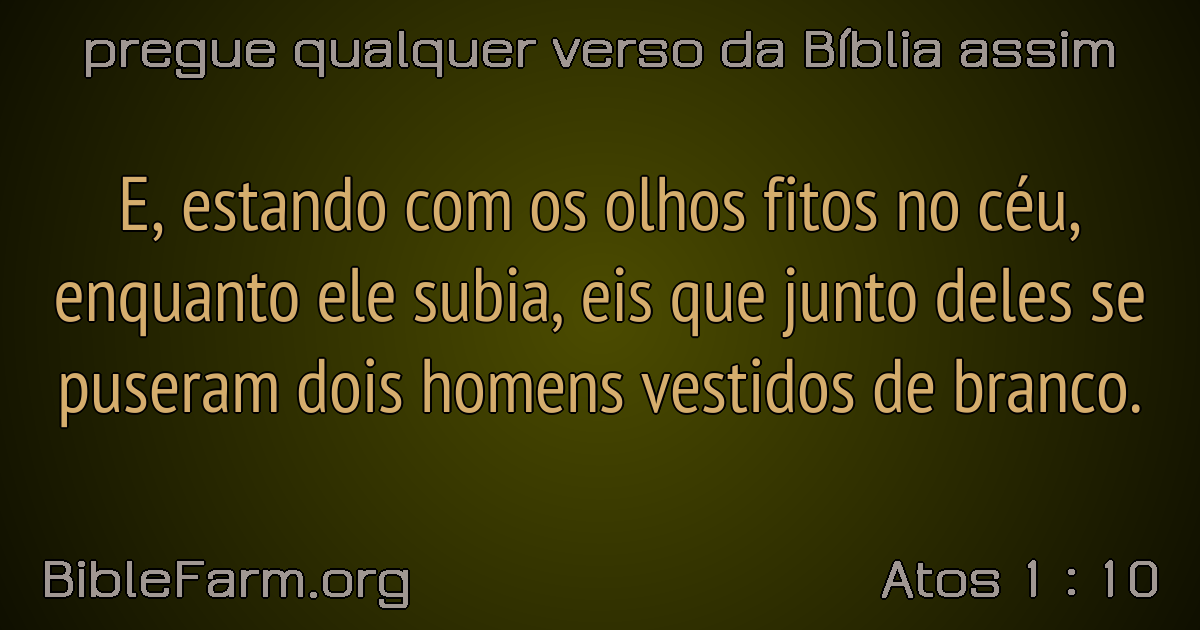 pregue qualquer verso da Bíblia assim
E, estando com os olhos fitos no céu,
enquanto ele subia, eis que junto deles se
puseram dois homens vestidos de branco.
BibleFarm.org
Atos 1 : 10